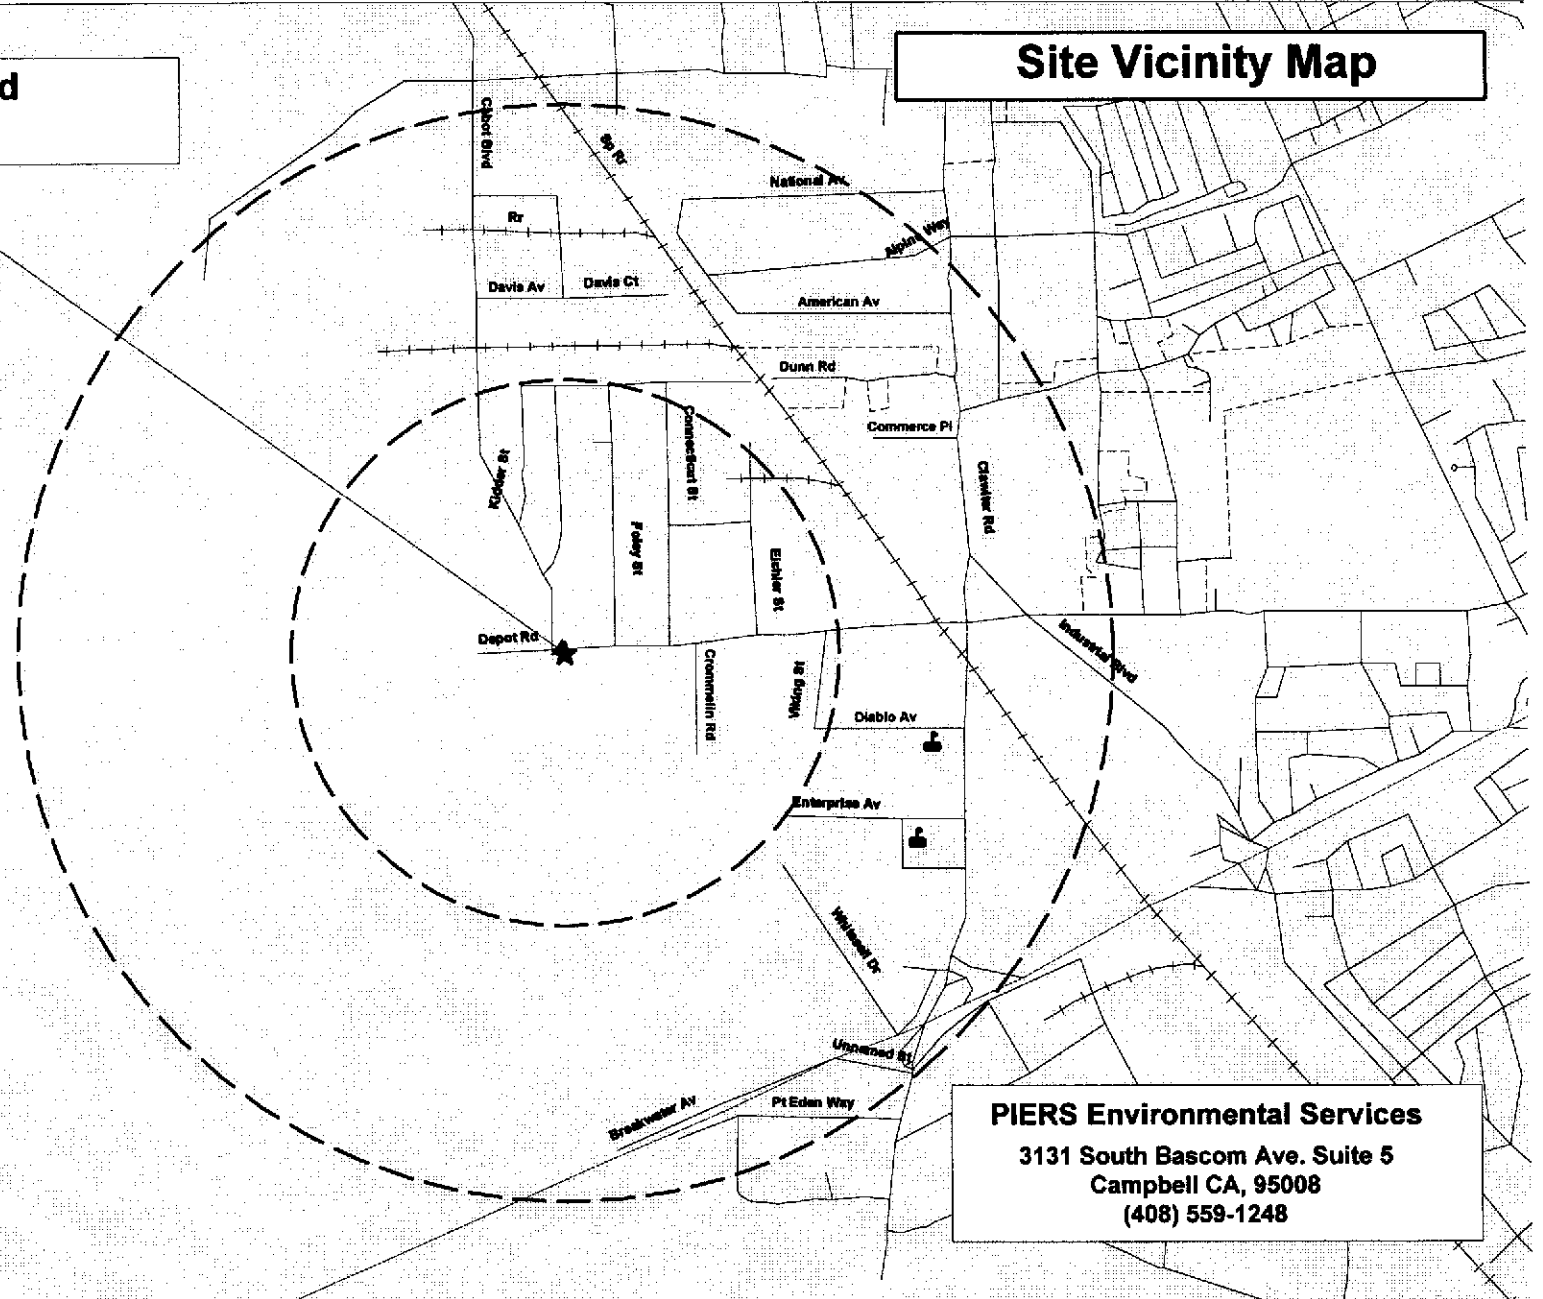 Site Vicinity Map
d
Cabot Blvd
Sp Rr
National Av
Rr
Alpine Way
Davis Av
Davis Ct
American Av
Dunn Rd
Connecticut St
Commerce Pl
Kidder St
Clawiter Rd
Foley St
Eichler St
Depot Rd
Industrial Blvd
Crommelin Rd
Viking St
Diablo Av
Enterprise Av
Whitesell Dr
Unnamed St
Breakwater Av
Pt Eden Way
PIERS Environmental Services
3131 South Bascom Ave. Suite 5
Campbell CA, 95008
(408) 559-1248